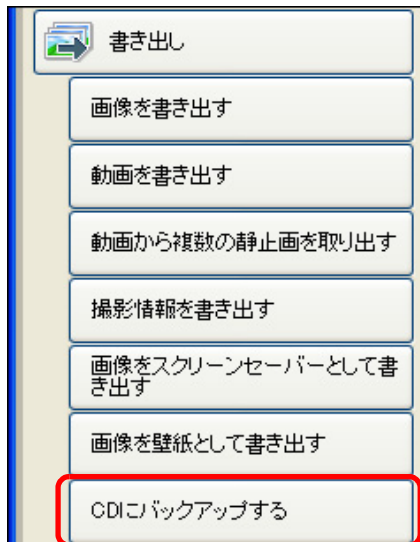 書き出し
画像を書き出す
動画を書き出す
動画から複数の静止画を取り出す
撮影情報を書き出す
画像をスクリーンセーバーとして書
き出す
画像を壁紙として書き出す
CDにバックアップする